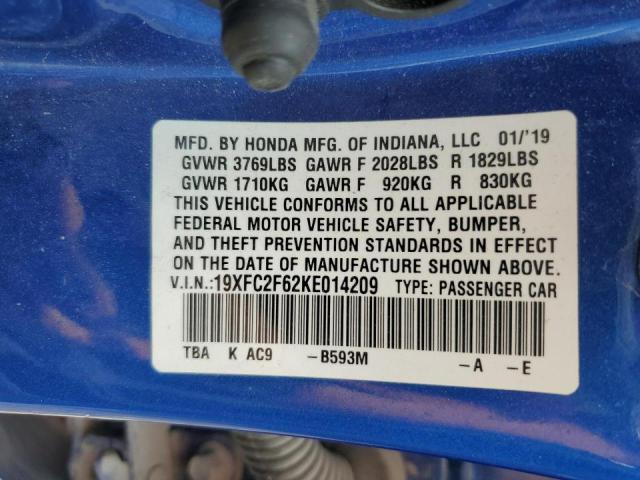 MFD. BY HONDA MFG. OF INDIANA, LLC 01/'19
GVWR 3769LBS GAWR F 2028LBS R 1829LBS
GVWR 1710KG GAWR F 920KG R 830KG
THIS VEHICLE CONFORMS TO ALL APPLICABLE
FEDERAL MOTOR VEHICLE SAFETY, BUMPER,
AND THEFT PREVENTION STANDARDS IN EFFECT
ON THE DATE OF MANUFACTURE SHOWN ABOVE.
V.I.N.:19XFC2F62KE014209 TYPE: PASSENGER CAR
TBA K AC9 –B593M –A –E